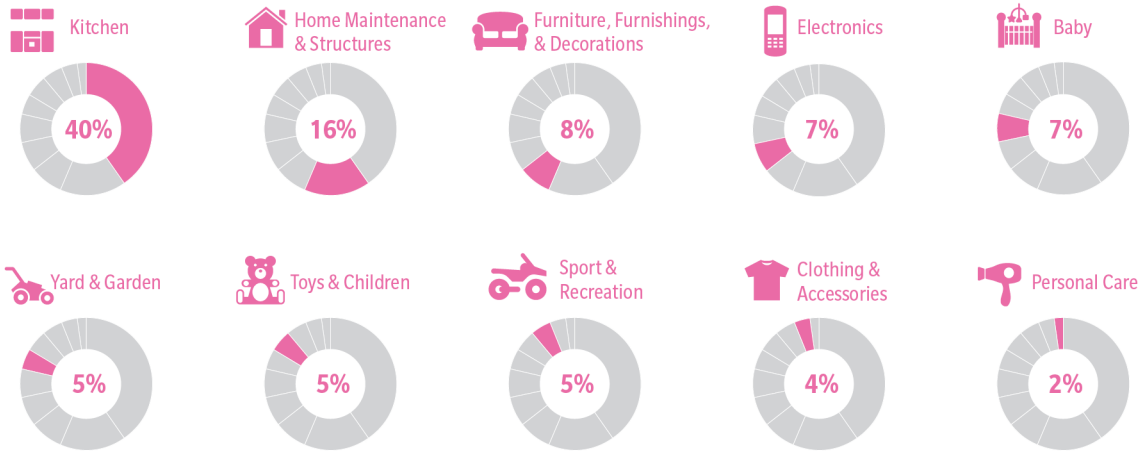 Kitchen
40%
Home Maintenance
& Structures
16%
Furniture, Furnishings,
& Decorations
8%
Electronics
7%
Baby
7%
Yard & Garden
5%
Toys & Children
5%
Sport &
Recreation
5%
Clothing &
Accessories
4%
Personal Care
2%